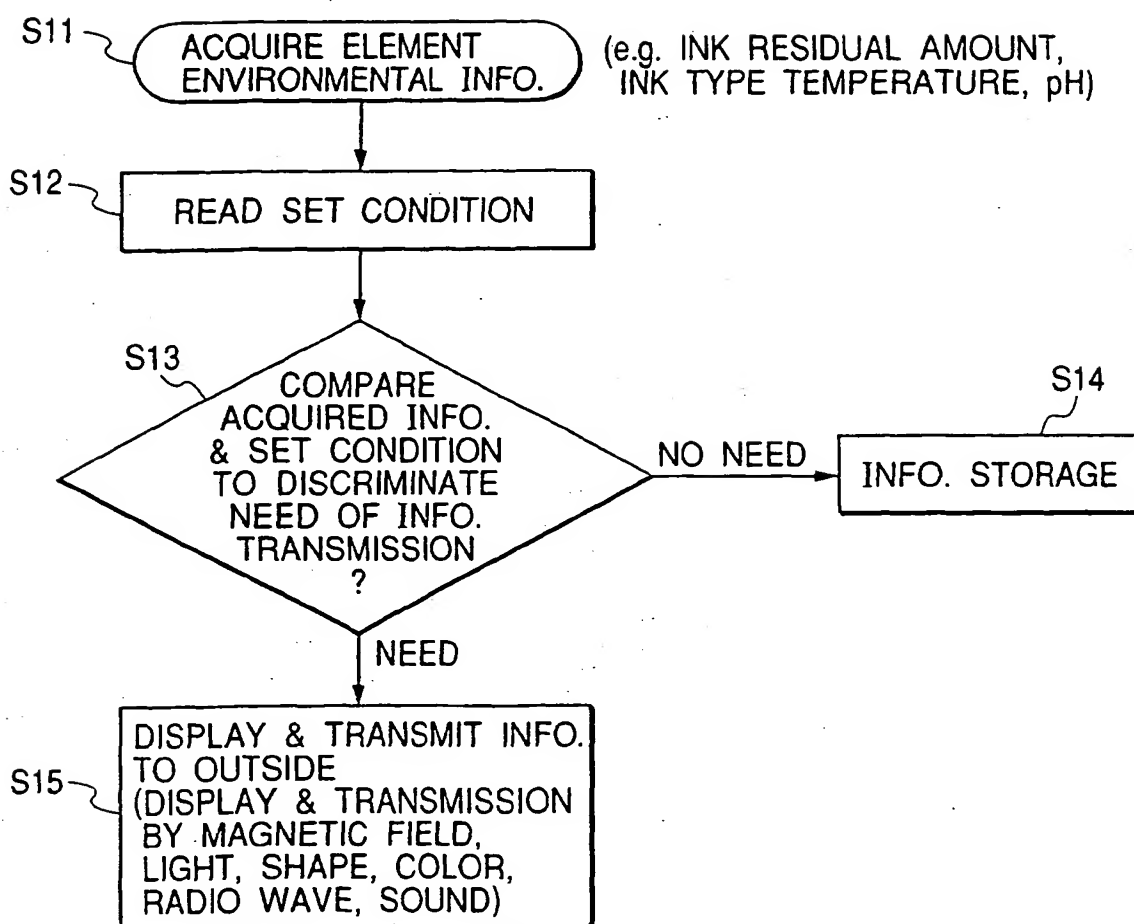 S11
ACQUIRE ELEMENT
ENVIRONMENTAL INFO.
(e.g. INK RESIDUAL AMOUNT,
INK TYPE TEMPERATURE, pH)
S12
READ SET CONDITION
S13
COMPARE
ACQUIRED INFO.
& SET CONDITION
TO DISCRIMINATE
NEED OF INFO.
TRANSMISSION
?
NO NEED
S14
INFO. STORAGE
NEED
S15
DISPLAY & TRANSMIT INFO.
TO OUTSIDE
(DISPLAY & TRANSMISSION
BY MAGNETIC FIELD,
LIGHT, SHAPE, COLOR,
RADIO WAVE, SOUND)